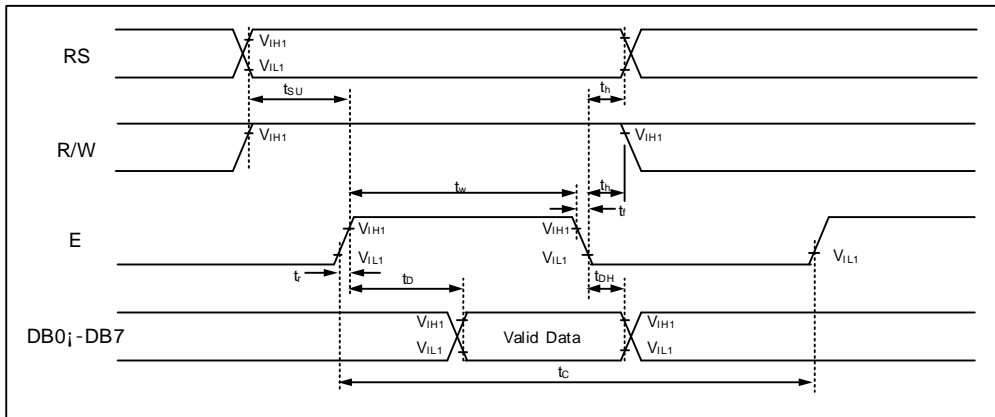 RS
VIH1
VIL1
tSU
th
R/W
VIH1
VIH1
tw
th
tf
E
VIH1
VIH1
VIL1
VIL1
VIL1
tr
tD
tDH
DB0¡-DB7
VIH1
Valid Data
VIH1
VIL1
VIL1
tC